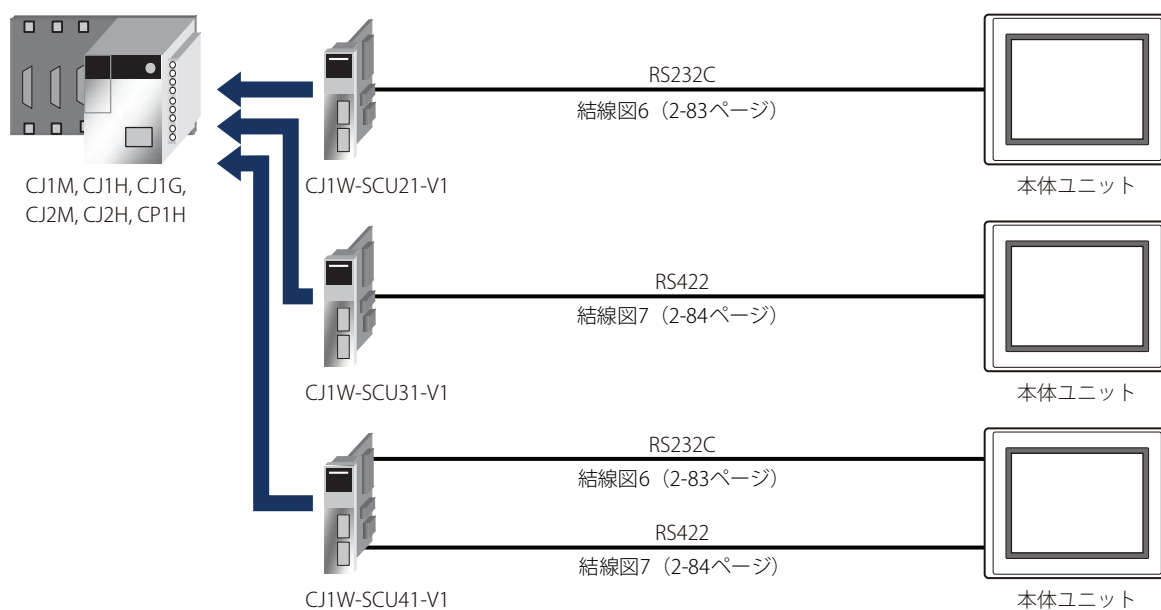 RS232C
結線図6（2-83ページ）
CJ1M, CJ1H, CJ1G,
CJ2M, CJ2H, CP1H
CJ1W-SCU21-V1
本体ユニット
RS422
結線図7（2-84ページ）
CJ1W-SCU31-V1
本体ユニット
RS232C
結線図6（2-83ページ）
RS422
結線図7（2-84ページ）
CJ1W-SCU41-V1
本体ユニット